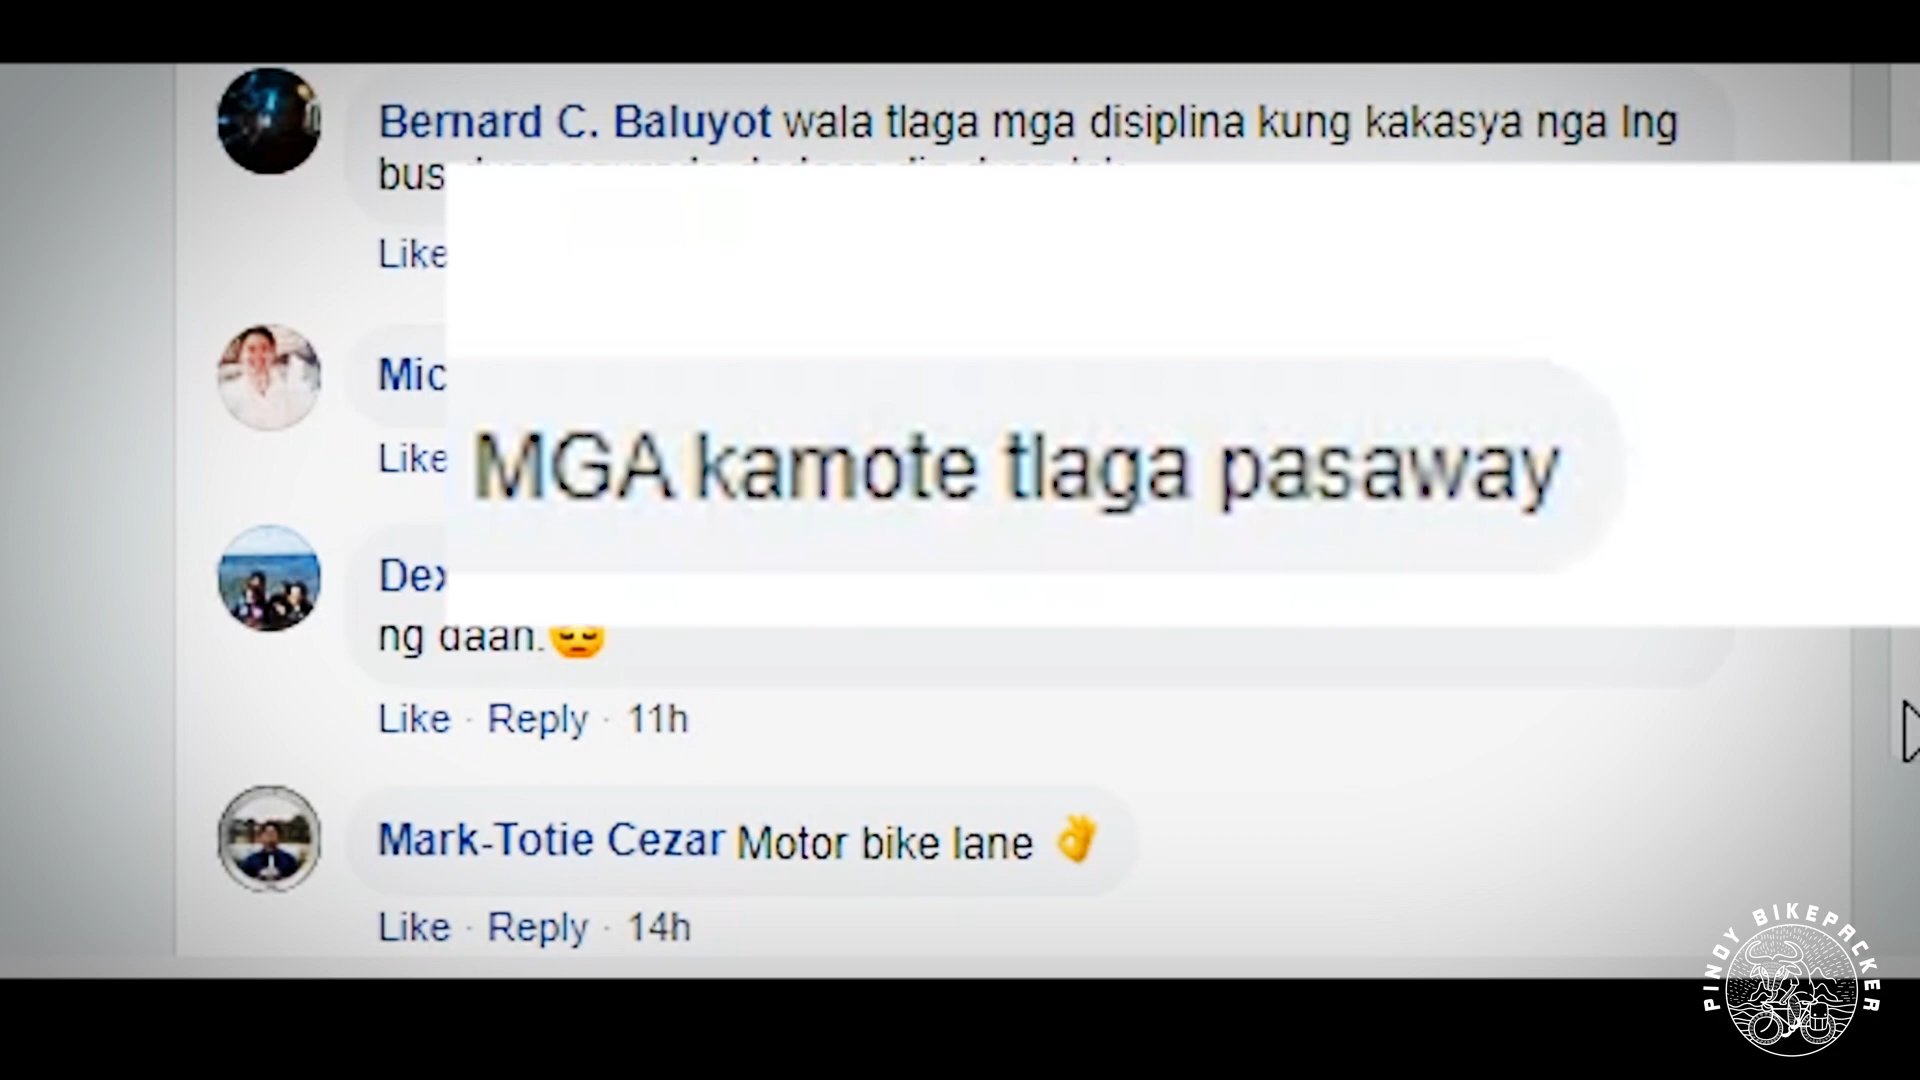 Bernard C. Baluyot wala tlaga mga disiplina kung kakasya nga lng
bus
Like
Mic
Like
MGA kamote tlaga pasaway
Dex
ng daan.😔
Like · Reply · 11h
Mark-Totie Cezar Motor bike lane 👌
Like · Reply · 14h
PINOY BIKEPACKER